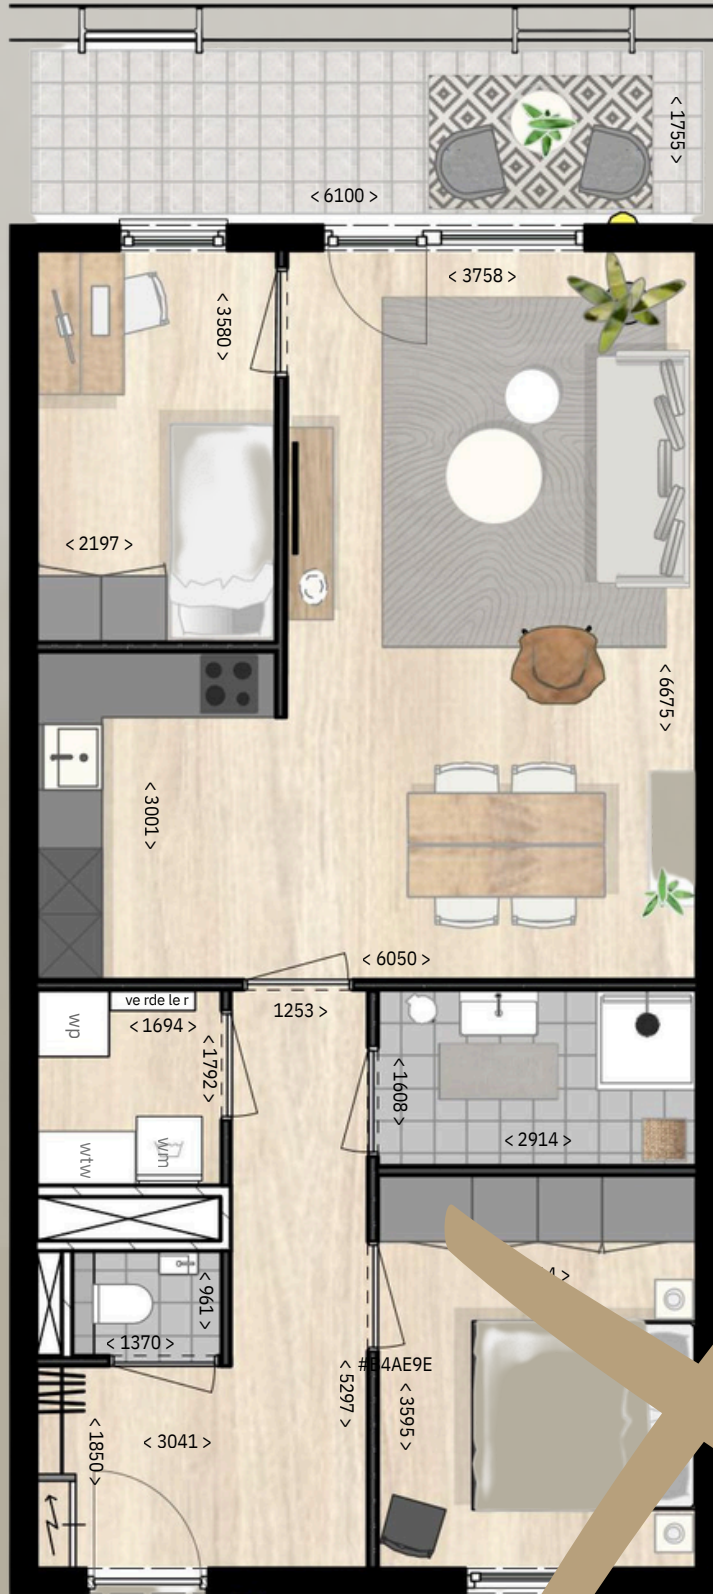 < 1755 >
< 6100 >
< 3758 >
< 3580 >
< 2197 >
< 6675 >
< 3001 >
< 6050 >
ve rde le r
1253 >
wp
< 1694 >
< 1792 >
< 1608 >
< 2914 >
wtw
wm
< 961 >
< 1370 >
#B4AE9E
< 5297 >
< 3595 >
< 3041 >
< 1850 >